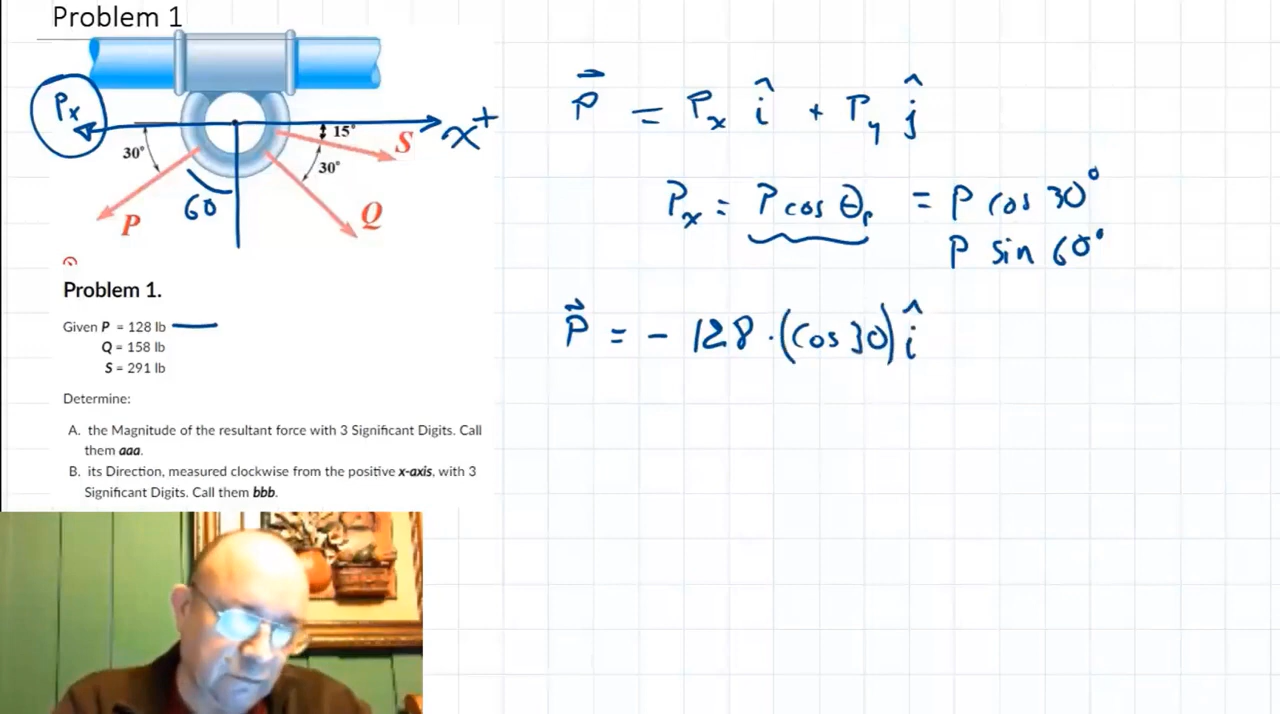 Problem 1
Px
x+
30°
15°
S
30°
60
P
Q
Problem 1.
Given P = 128 lb
Q = 158 lb
S = 291 lb
Determine:
A. the Magnitude of the resultant force with 3 Significant Digits. Call
them aaa.
B. its Direction, measured clockwise from the positive x-axis, with 3
Significant Digits. Call them bbb.
P⃗ = Px î + Py ĵ
Px = P cos θp = P cos 30°
P sin 60°
P⃗ = - 128 · (cos 30) î